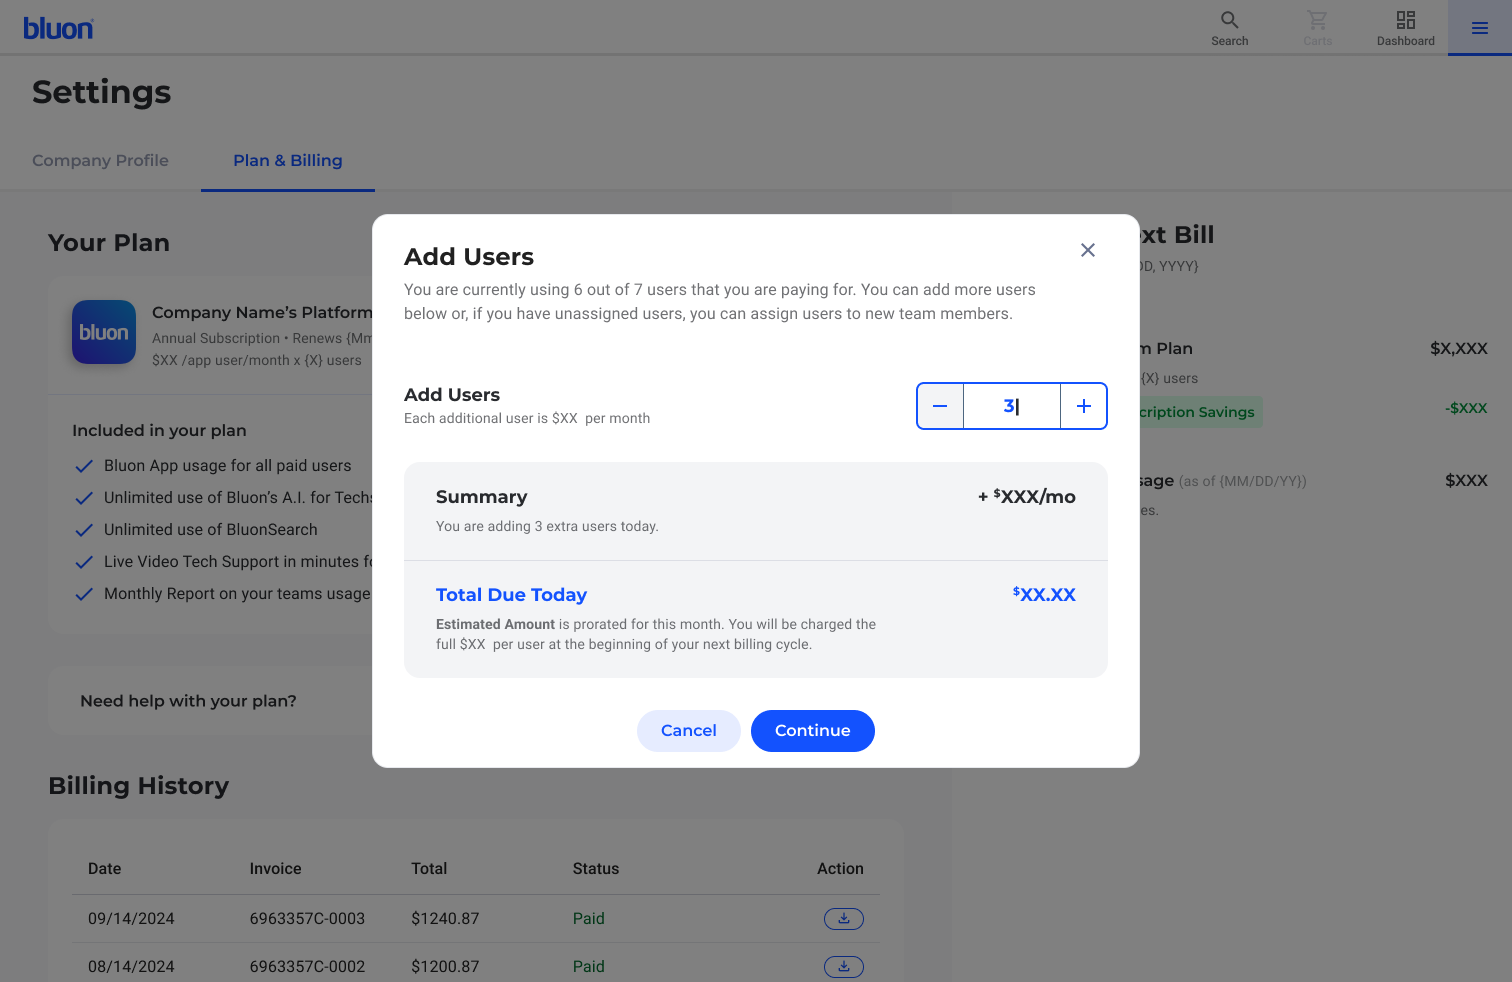 bluon
Search
Carts
Dashboard
Settings
Company Profile
Plan & Billing
Your Plan
bluon
Company Name's Platform
Annual Subscription • Renews {Mm
$XX /app user/month x {X} users
Included in your plan
Bluon App usage for all paid users
Unlimited use of Bluon's A.I. for Techs
Unlimited use of BluonSearch
Live Video Tech Support in minutes fo
Monthly Report on your teams usage
Need help with your plan?
Add Users
You are currently using 6 out of 7 users that you are paying for. You can add more users
below or, if you have unassigned users, you can assign users to new team members.
Add Users
Each additional user is $XX per month
3
Summary
+ $XXX/mo
You are adding 3 extra users today.
Total Due Today
$XX.XX
Estimated Amount is prorated for this month. You will be charged the
full $XX per user at the beginning of your next billing cycle.
Cancel
Continue
xt Bill
DD, YYYY}
m Plan
$X,XXX
{X} users
cription Savings
-$XXX
sage (as of {MM/DD/YY})
$XXX
es.
Billing History
Date Invoice Total Status Action
09/14/2024 6963357C-0003 $1240.87 Paid
08/14/2024 6963357C-0002 $1200.87 Paid